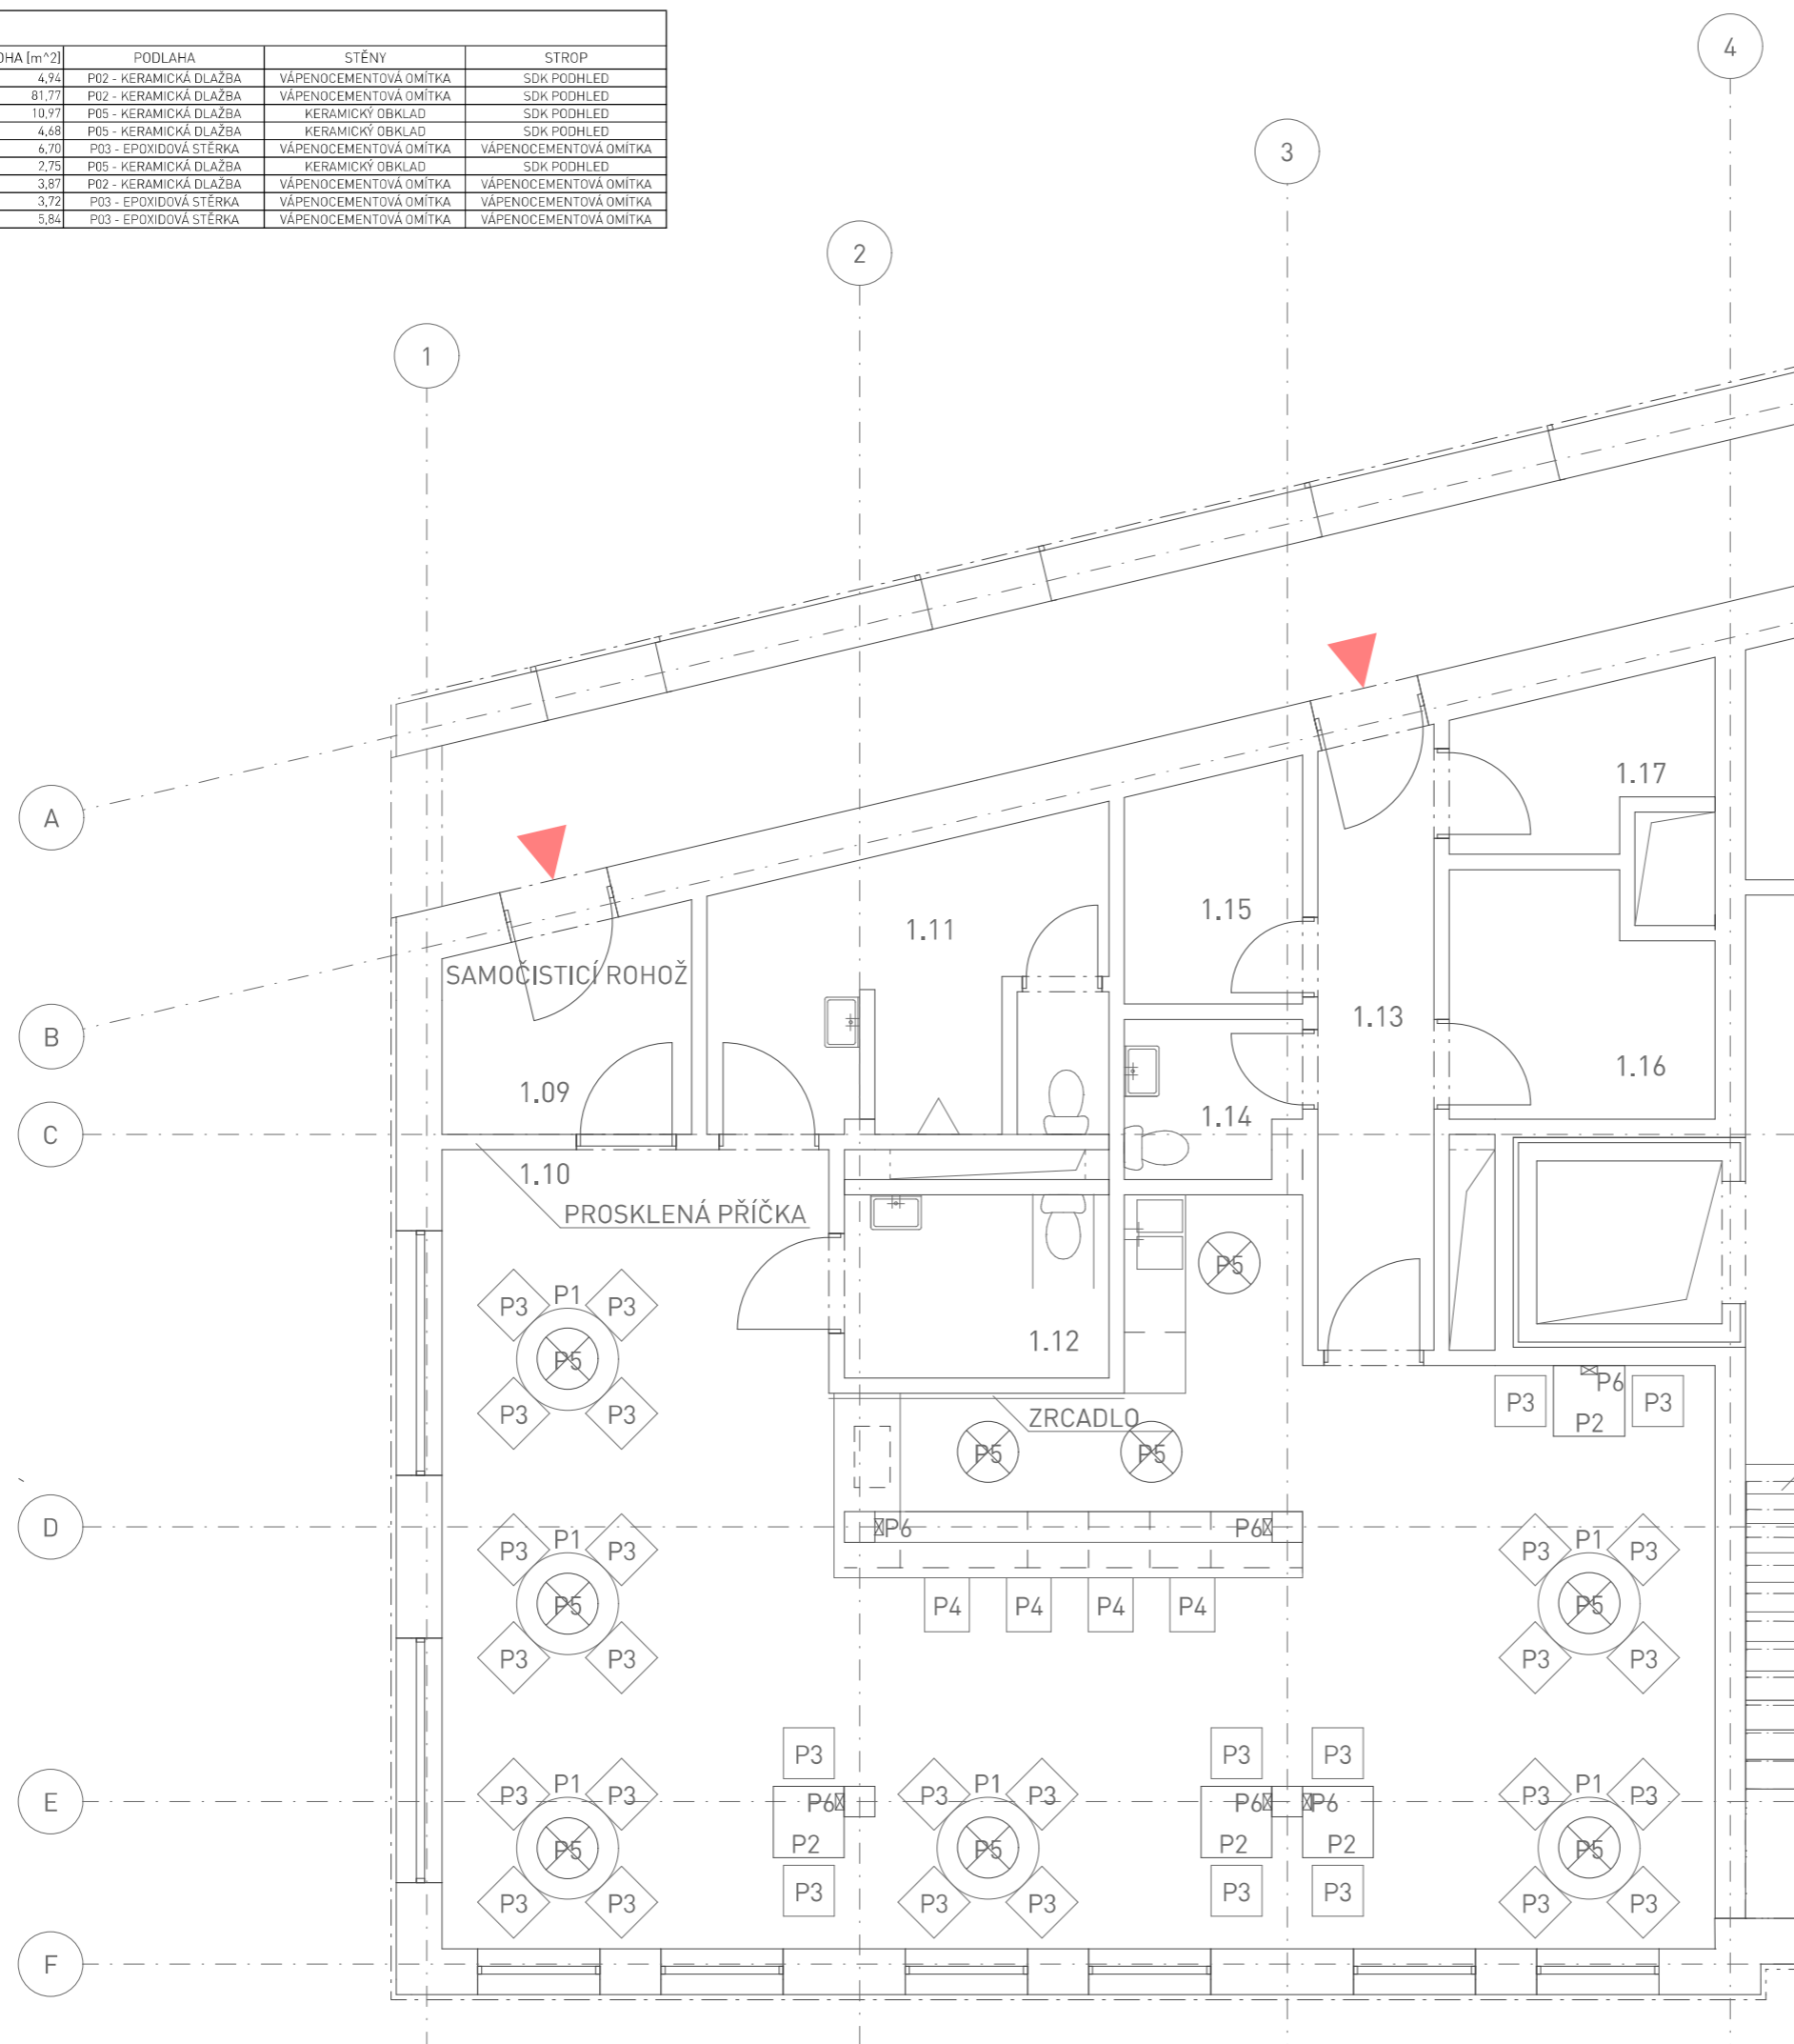 OHA [m^2] PODLAHA STĚNY STROP
4,94 P02 - KERAMICKÁ DLAŽBA VÁPENOCEMENTOVÁ OMÍTKA SDK PODHLED
81,77 P02 - KERAMICKÁ DLAŽBA VÁPENOCEMENTOVÁ OMÍTKA SDK PODHLED
10,97 P05 - KERAMICKÁ DLAŽBA KERAMICKÝ OBKLAD SDK PODHLED
4,68 P05 - KERAMICKÁ DLAŽBA KERAMICKÝ OBKLAD SDK PODHLED
6,70 P03 - EPOXIDOVÁ STĚRKA VÁPENOCEMENTOVÁ OMÍTKA VÁPENOCEMENTOVÁ OMÍTKA
2,75 P05 - KERAMICKÁ DLAŽBA KERAMICKÝ OBKLAD SDK PODHLED
3,87 P02 - KERAMICKÁ DLAŽBA VÁPENOCEMENTOVÁ OMÍTKA VÁPENOCEMENTOVÁ OMÍTKA
3,72 P03 - EPOXIDOVÁ STĚRKA VÁPENOCEMENTOVÁ OMÍTKA VÁPENOCEMENTOVÁ OMÍTKA
5,84 P03 - EPOXIDOVÁ STĚRKA VÁPENOCEMENTOVÁ OMÍTKA VÁPENOCEMENTOVÁ OMÍTKA
4
3
2
1
1.17
A
1.15
1.11
SAMOČISTICÍ ROHOŽ
1.13
B
1.16
1.09
1.14
C
1.10
PROSKLENÁ PŘÍČKA
P5
P1
P3 P3
1.12
P5
P6
P3 P3
P3 P3
ZRCADLO
P2
P5 P5
D
P6 P6
P1 P1
P3 P3 P3 P3
P5 P5
P4 P4 P4 P4
P3 P3 P3 P3
P3 P3 P3
P1 P1 P1
P3 P3 P3 P3 P3 P3
E
P6 P6 P6
P2 P2 P2
P5 P5 P5
P3 P3 P3
P3 P3 P3 P3 P3 P3
F